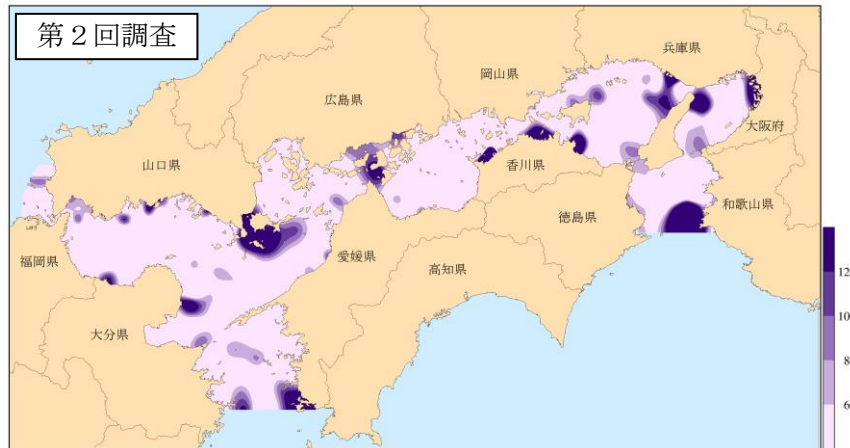 第2回調査
兵庫県
岡山県
広島県
大阪府
山口県
香川県
和歌山県
徳島県
愛媛県
福岡県
高知県
大分県
12
10
8
6